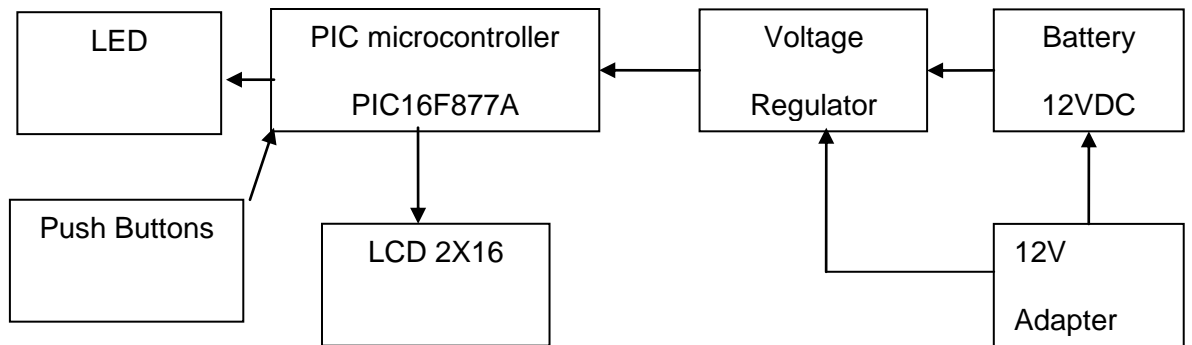 LED
PIC microcontroller
PIC16F877A
Voltage
Regulator
Battery
12VDC
Push Buttons
LCD 2X16
12V
Adapter